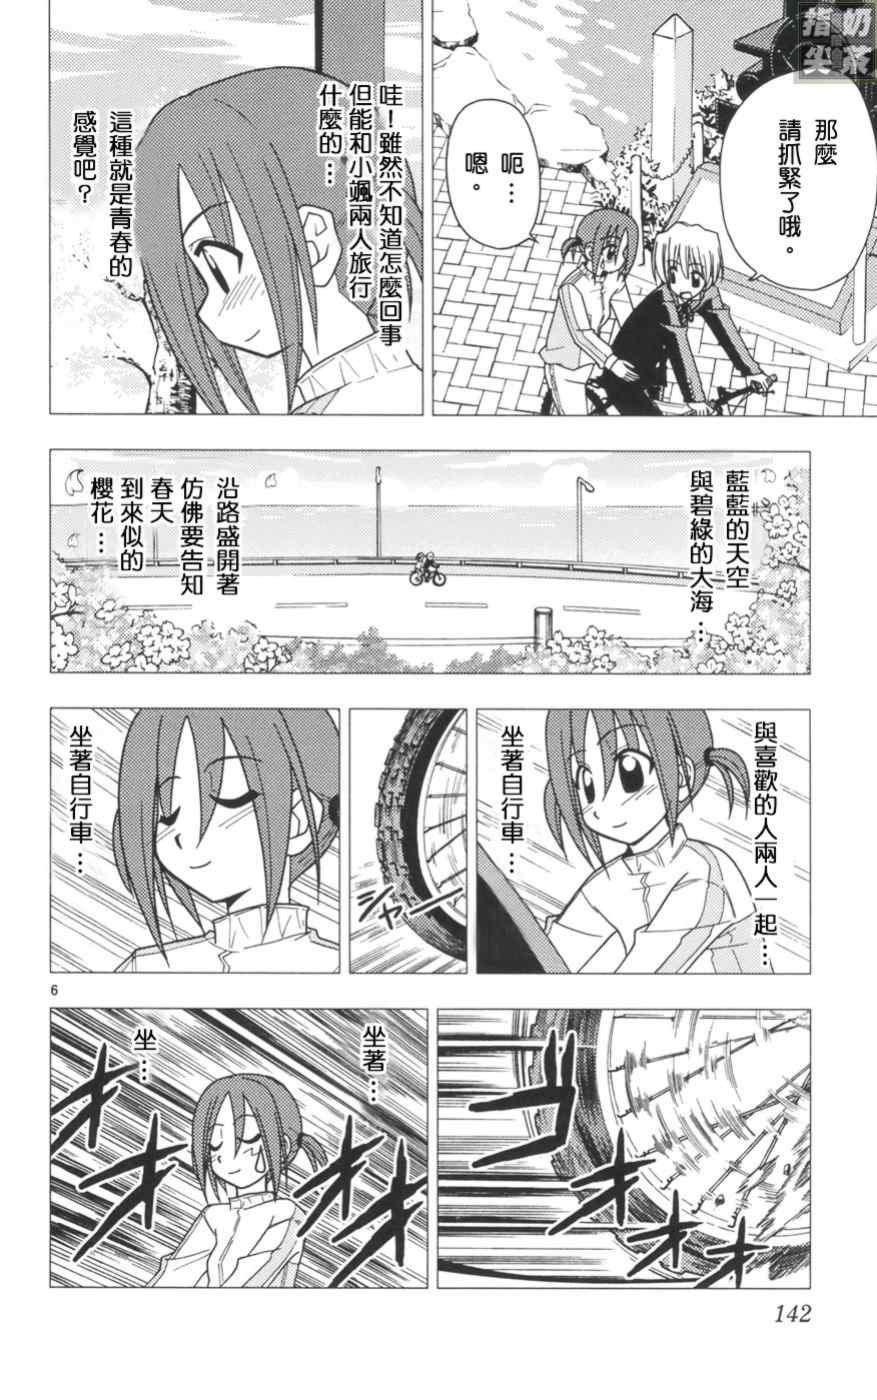 那麼
請抓緊了哦。
呃…
嗯。
哇！雖然不知道怎麼回事
但能和小颯兩人旅行
什麼的…
這種就是青春的
感覺吧？
藍藍的天空
與碧綠的大海…
沿路盛開著
仿佛要告知
春天
到來似的
櫻花…
與喜歡的人兩人一起…
坐著自行車…
シャー
坐著自行車…
6
ゴオ
坐著…
坐…
オオ
オオ
142
指奶
尖茶